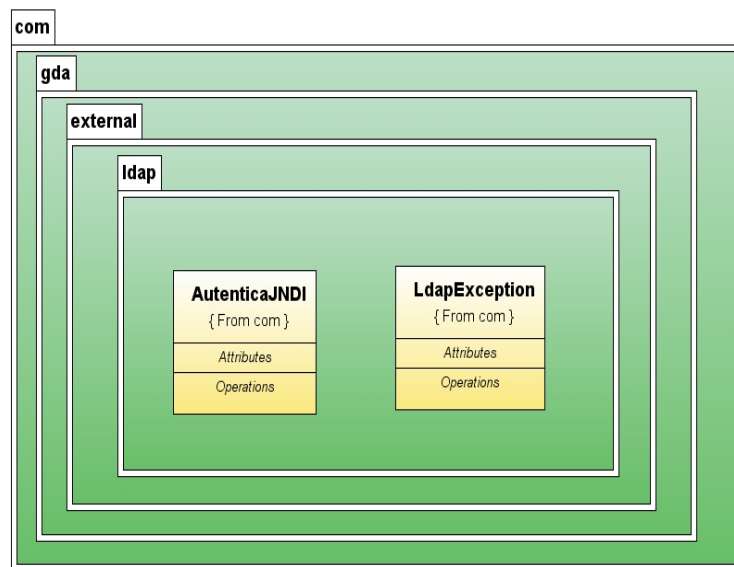 com
gda
external
ldap
AutenticaJNDI
{ From com }
Attributes
Operations
LdapException
{ From com }
Attributes
Operations